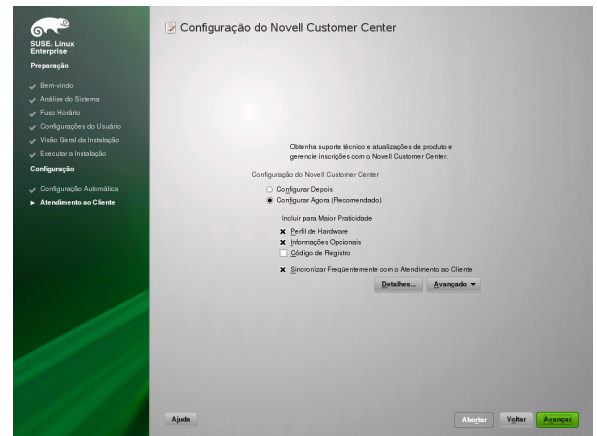 SUSE. Linux
Enterprise
Preparação
Bem-vindo
Análise do Sistema
Fuso Horário
Configurações do Usuário
Visão Geral da Instalação
Executar a Instalação
Configuração
Configuração Automática
Atendimento ao Cliente
Configuração do Novell Customer Center
Obtenha suporte técnico e atualizações de produto e
gerencie inscrições com o Novell Customer Center.
Configuração do Novell Customer Center
Configurar Depois
Configurar Agora (Recomendado)
Incluir para Maior Praticidade
Perfil de Hardware
Informações Opcionais
Código de Registro
Sincronizar Freqüentemente com o Atendimento ao Cliente
Detalhes... Avançado
Ajuda Abortar Voltar Avançar